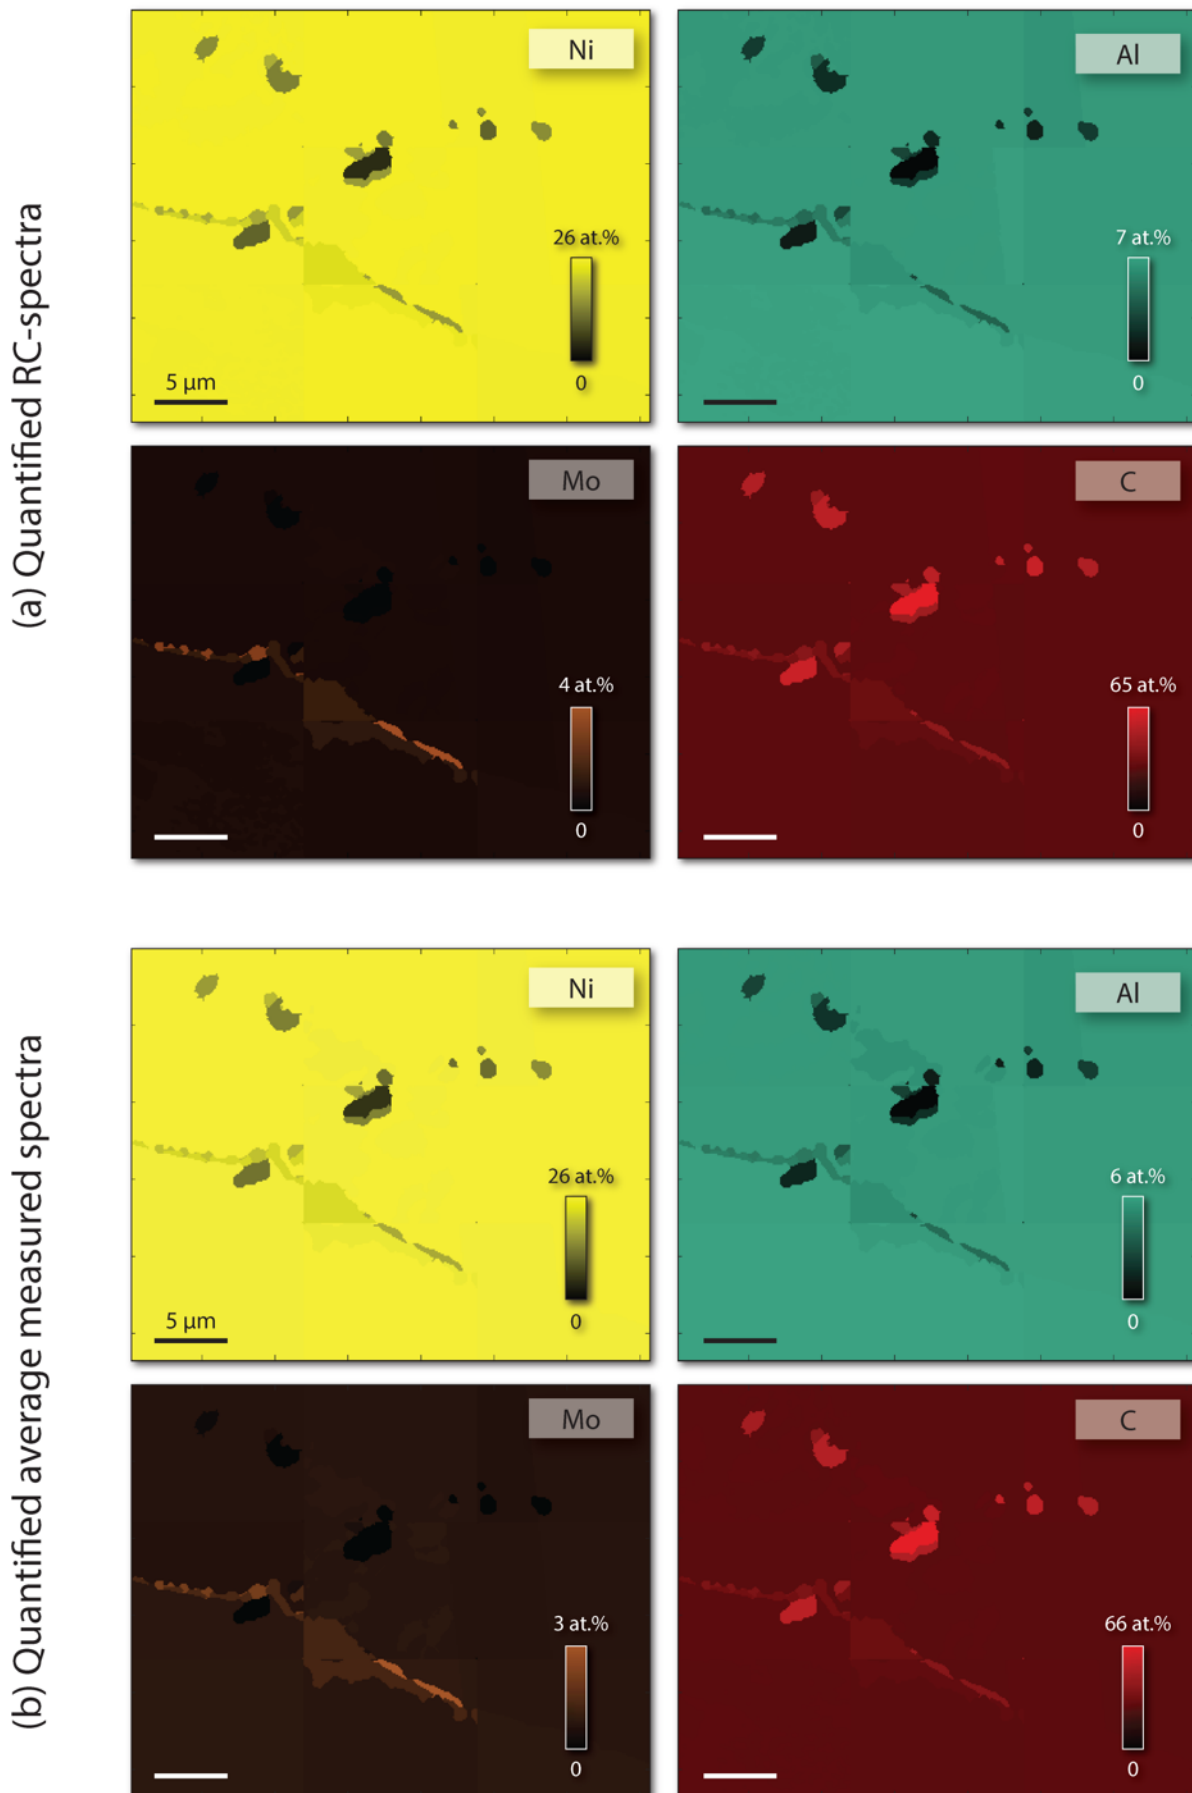 (a) Quantified RC-spectra
Ni
26 at.%
0
5 µm
Al
7 at.%
0
Mo
4 at.%
0
C
65 at.%
0
(b) Quantified average measured spectra
Ni
26 at.%
0
5 µm
Al
6 at.%
0
Mo
3 at.%
0
C
66 at.%
0